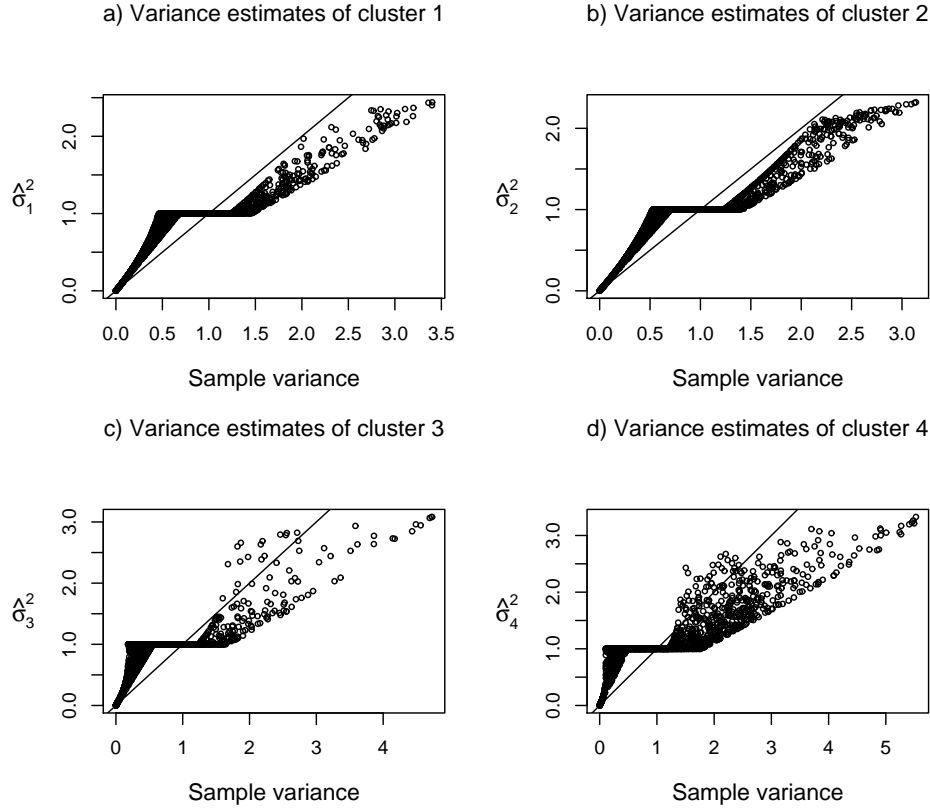 a) Variance estimates of cluster 1
σ̂²₁
0.0 1.0 2.0
0.0 0.5 1.0 1.5 2.0 2.5 3.0 3.5
Sample variance
b) Variance estimates of cluster 2
σ̂²₂
0.0 1.0 2.0
0.0 0.5 1.0 1.5 2.0 2.5 3.0
Sample variance
c) Variance estimates of cluster 3
σ̂²₃
0.0 1.0 2.0 3.0
0 1 2 3 4
Sample variance
d) Variance estimates of cluster 4
σ̂²₄
0.0 1.0 2.0 3.0
0 1 2 3 4 5
Sample variance